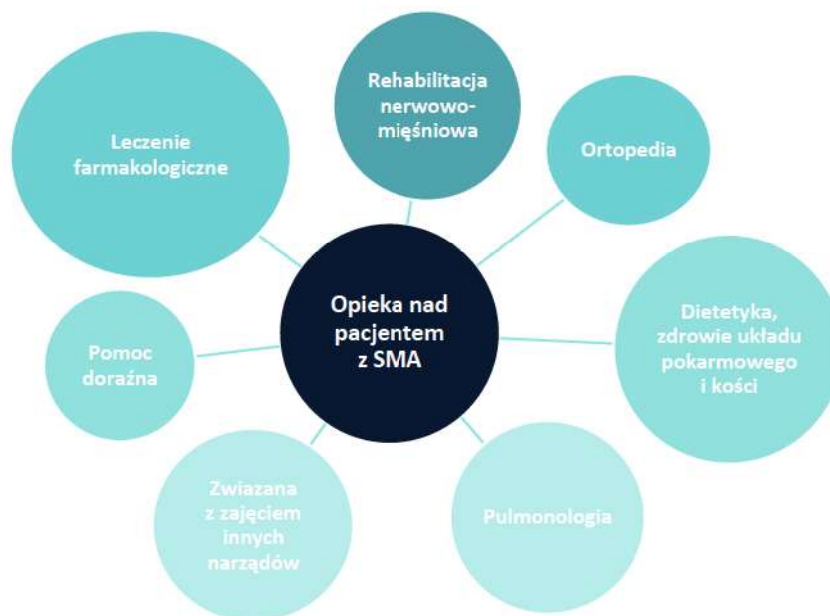 Rehabilitacja
nerwowo-
mięśniowa
Leczenie
farmakologiczne
Ortopedia
Opieka nad
pacjentem
z SMA
Dietetyka,
zdrowie układu
pokarmowego
i kości
Pomoc
doraźna
Zwiazana
z zajęciem
innych
narządów
Pulmonologia